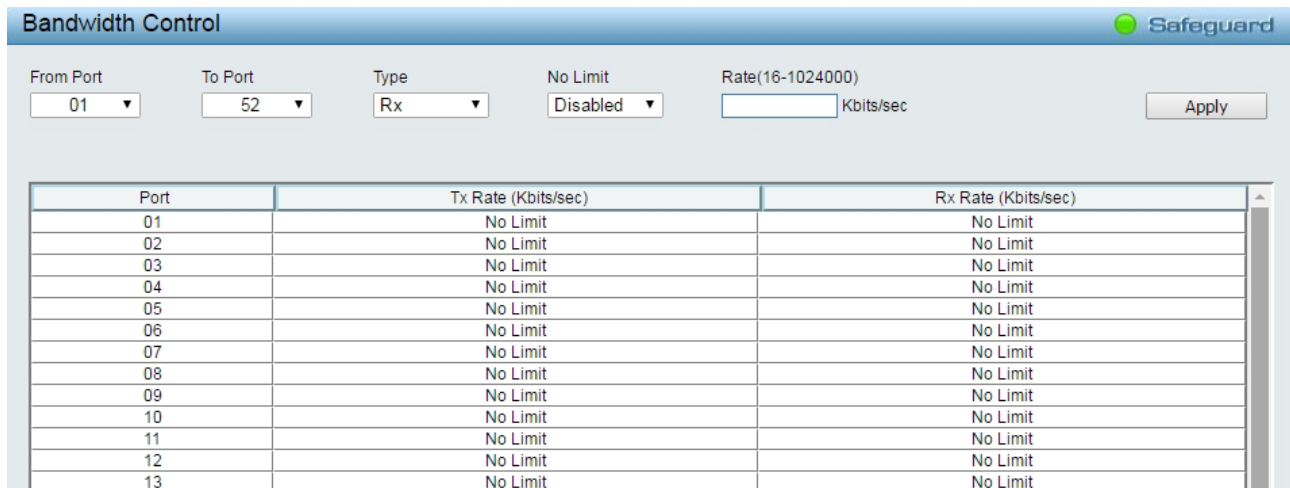 Bandwidth Control
Safeguard
From Port To Port Type No Limit Rate(16-1024000)
01 52 Rx Disabled Kbits/sec Apply
Port Tx Rate (Kbits/sec) Rx Rate (Kbits/sec)
01 No Limit No Limit
02 No Limit No Limit
03 No Limit No Limit
04 No Limit No Limit
05 No Limit No Limit
06 No Limit No Limit
07 No Limit No Limit
08 No Limit No Limit
09 No Limit No Limit
10 No Limit No Limit
11 No Limit No Limit
12 No Limit No Limit
13 No Limit No Limit